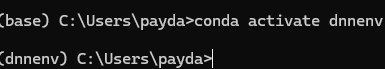 (base) C:\Users\payda>conda activate dnnenv
(dnnenv) C:\Users\payda>